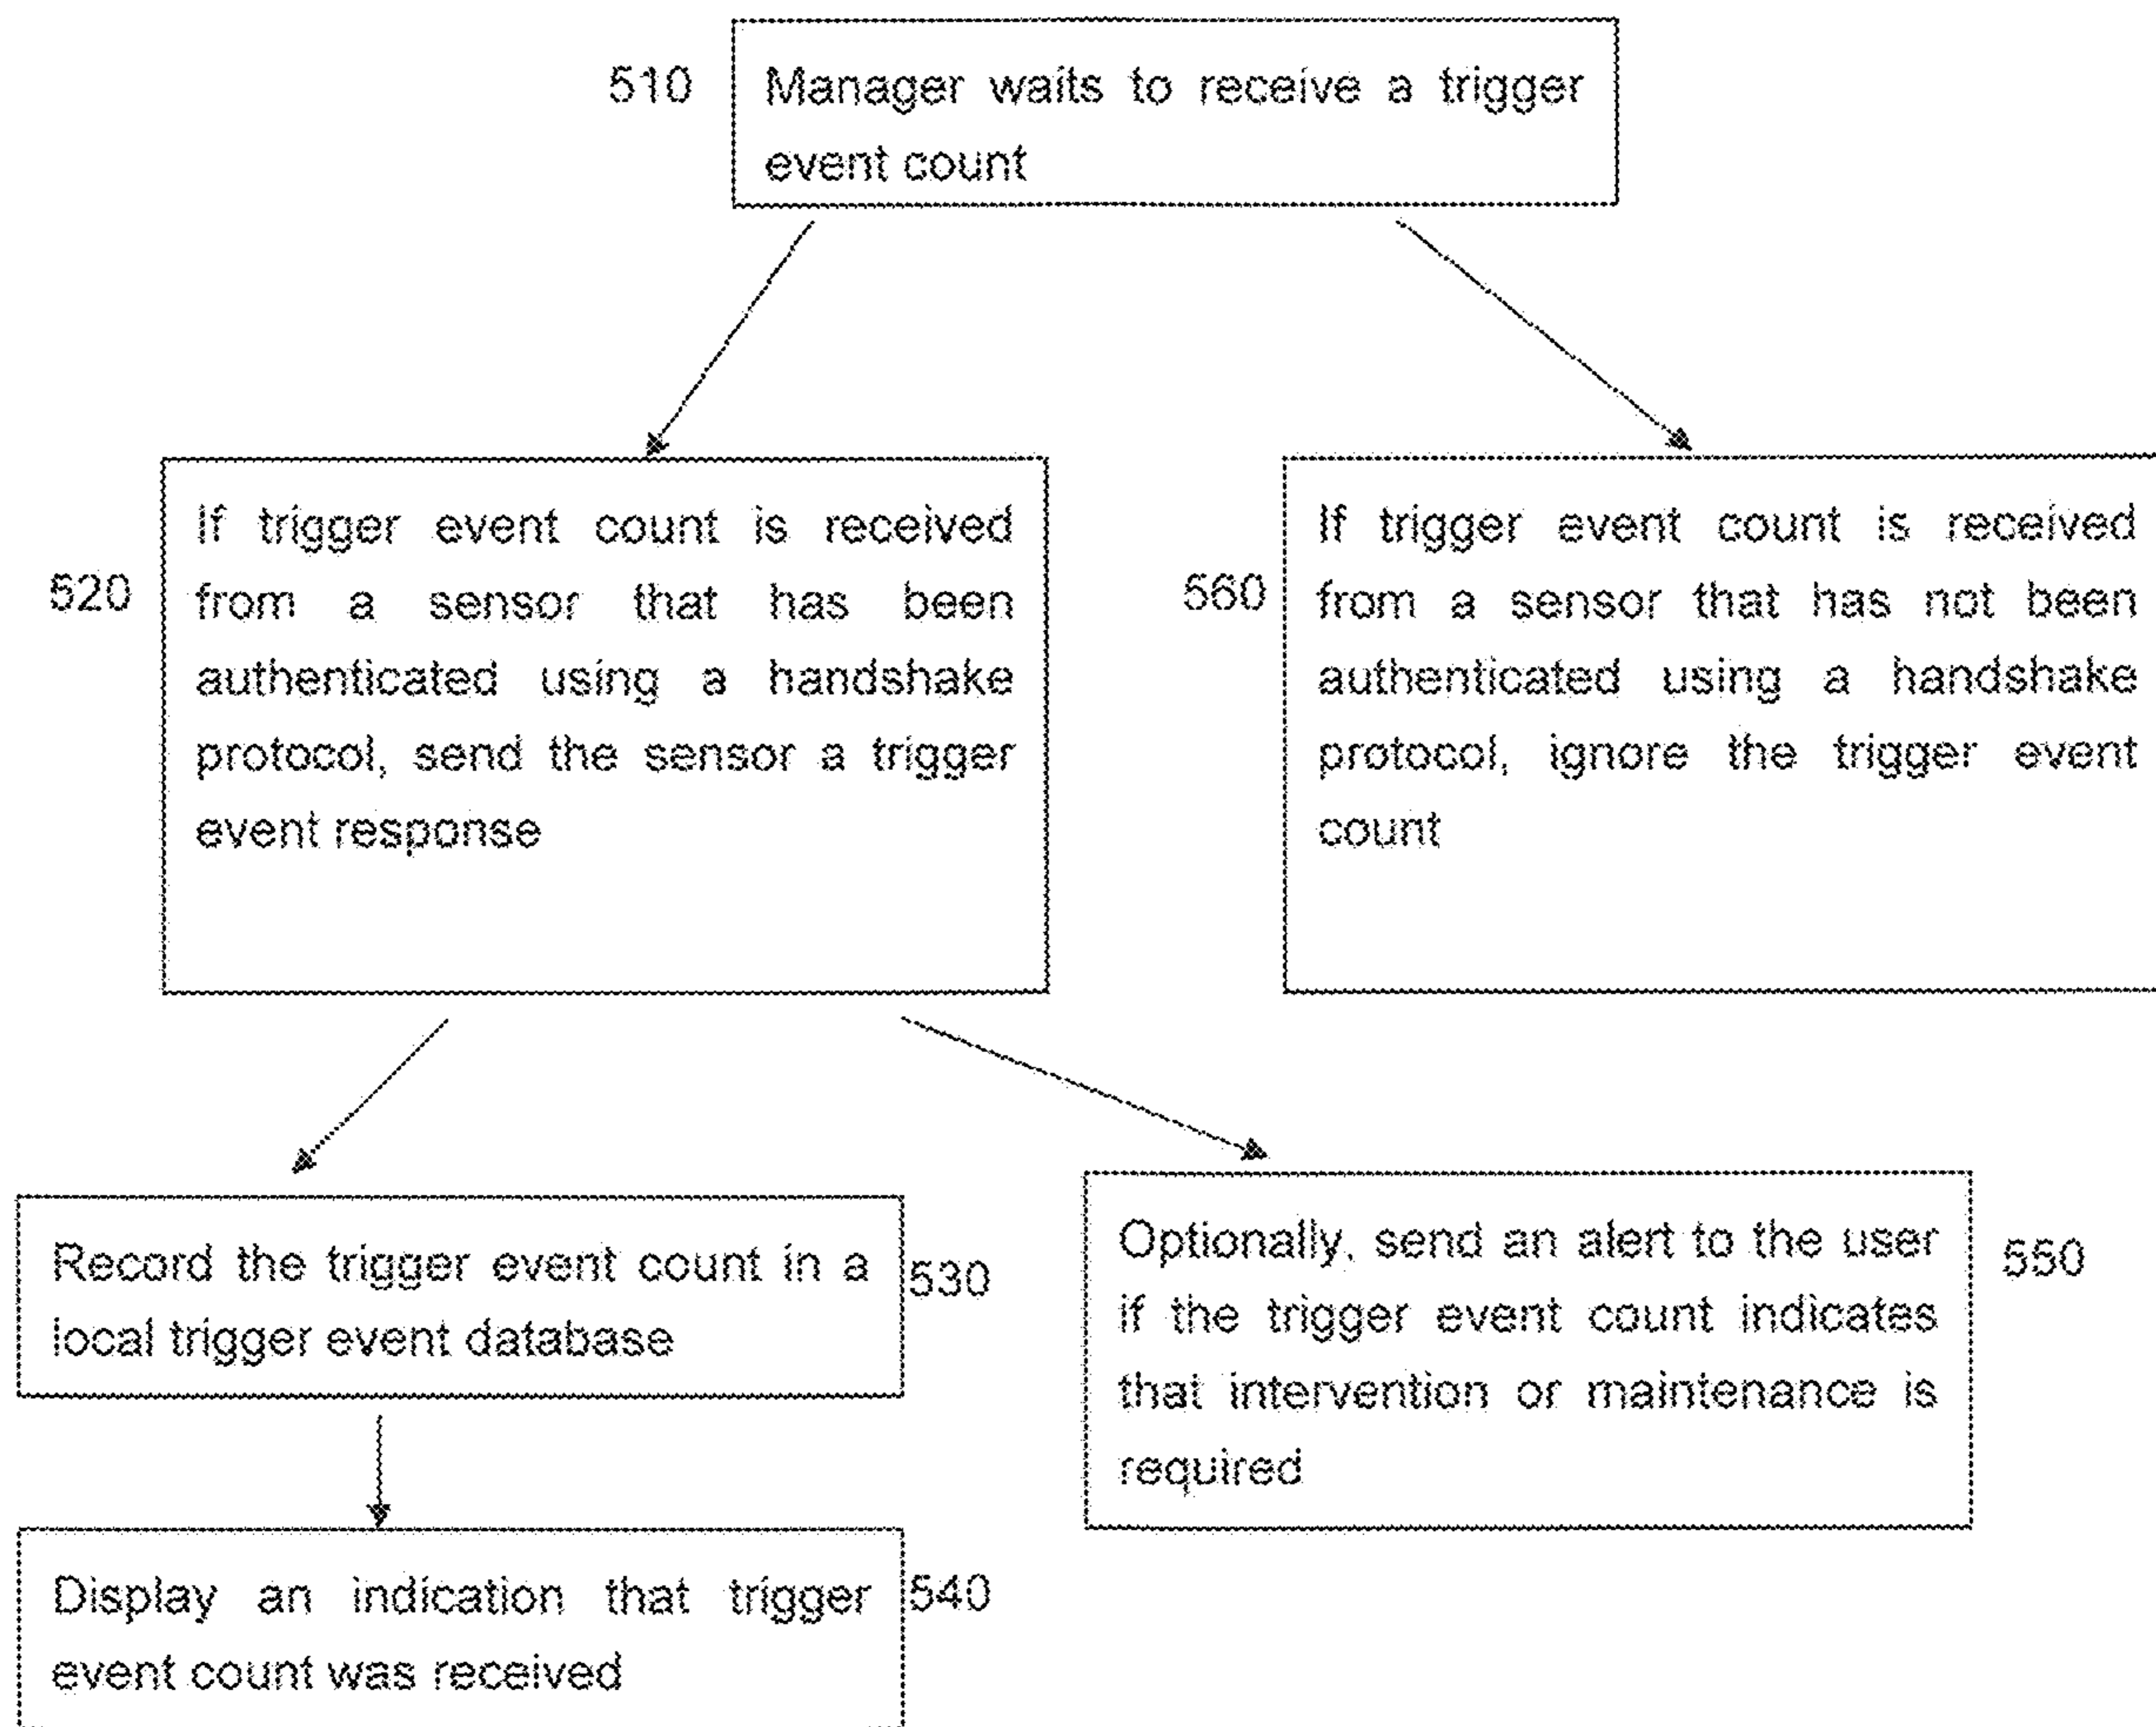 510
Manager waits to receive a trigger
event count
520
If trigger event count is received
from a sensor that has been
authenticated using a handshake
protocol, send the sensor a trigger
event response
560
If trigger event count is received
from a sensor that has not been
authenticated using a handshake
protocol, ignore the trigger event
count
Record the trigger event count in a
local trigger event database
530
Optionally, send an alert to the user
if the trigger event count indicates
that intervention or maintenance is
required
550
Display an indication that trigger
event count was received
540